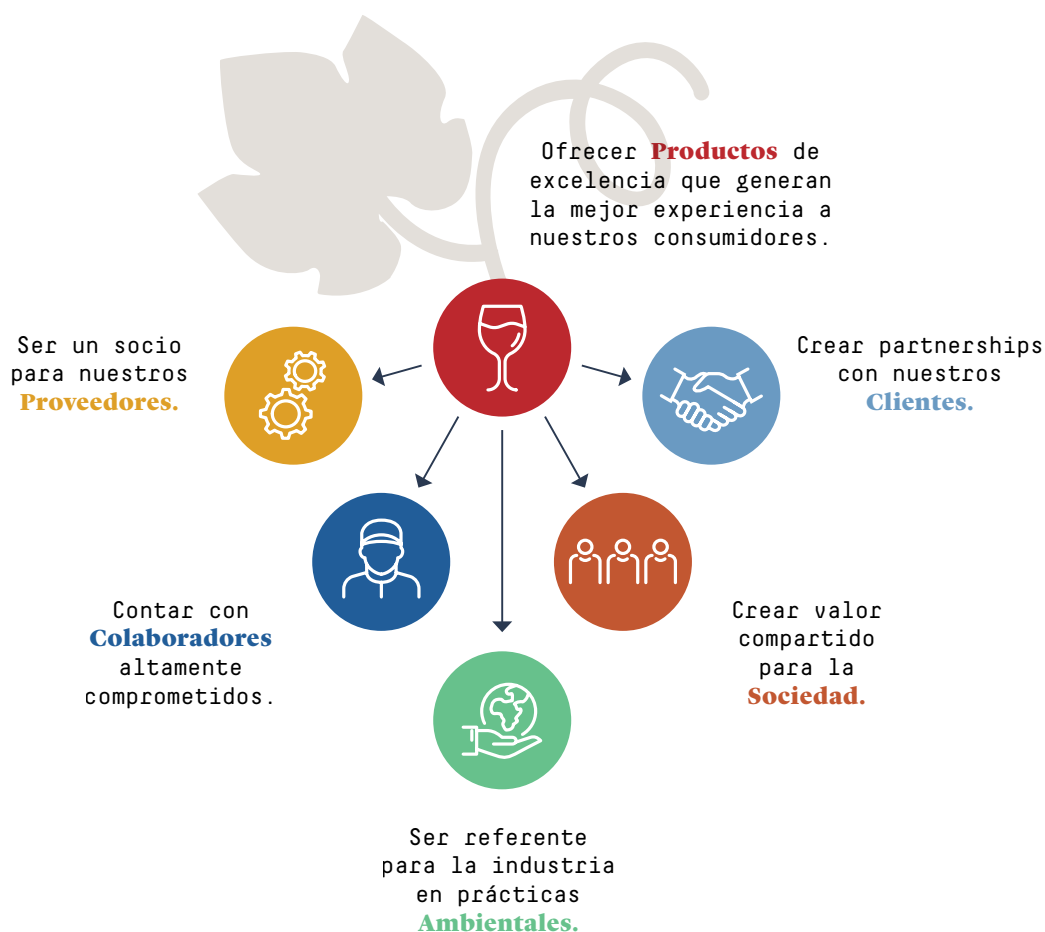 Ofrecer Productos de
excelencia que generan
la mejor experiencia a
nuestros consumidores.
Ser un socio
para nuestros
Proveedores.
Crear partnerships
con nuestros
Clientes.
Contar con
Colaboradores
altamente
comprometidos.
Crear valor
compartido
para la
Sociedad.
Ser referente
para la industria
en prácticas
Ambientales.